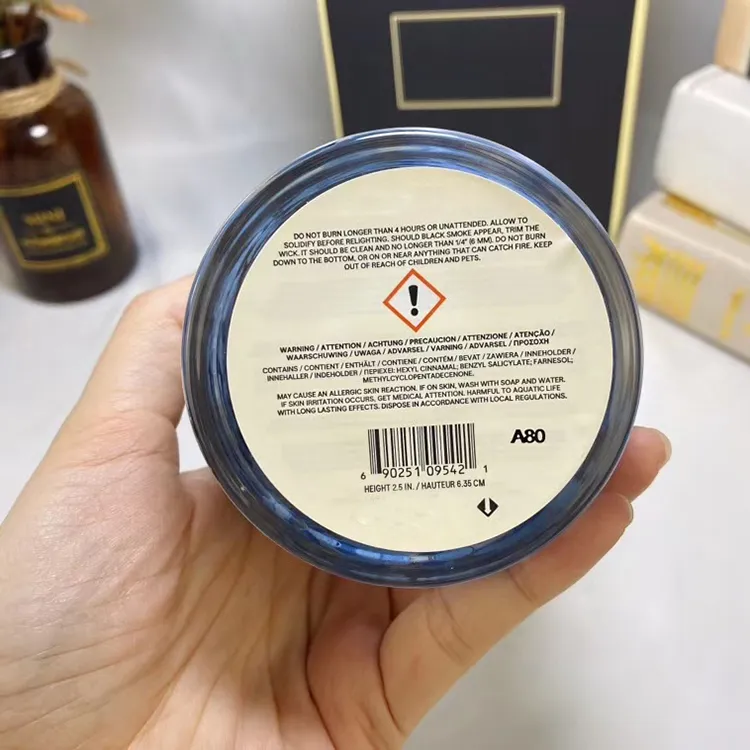 DO NOT BURN LONGER THAN 4 HOURS OR UNATTENDED. ALLOW TO
SOLIDIFY BEFORE RELIGHTING. SHOULD BLACK SMOKE APPEAR, TRIM THE
WICK. IT SHOULD BE CLEAN AND NO LONGER THAN 1/4" (6 MM). DO NOT BURN
DOWN TO THE BOTTOM, OR ON OR NEAR ANYTHING THAT CAN CATCH FIRE. KEEP
OUT OF REACH OF CHILDREN AND PETS.
WARNING / ATTENTION / ACHTUNG / PRECAUCION / ATTENZIONE / ATENÇÃO /
WAARSCHUWING / UWAGA / ADVARSEL / VARNING / ADVARSEL / ΠΡΟΣΟΧΗ
CONTAINS / CONTIENT / ENTHÄLT / CONTIENE / CONTÉM / BEVAT / ZAWIERA / INNEHOLDER /
INNEHALLER / INDEHOLDER / ΠΕΡΙΕΧΕΙ: HEXYL CINNAMAL; BENZYL SALICYLATE; FARNESOL;
METHYLCYCLOPENTADECENONE.
MAY CAUSE AN ALLERGIC SKIN REACTION. IF ON SKIN, WASH WITH SOAP AND WATER.
IF SKIN IRRITATION OCCURS, GET MEDICAL ATTENTION. HARMFUL TO AQUATIC LIFE
WITH LONG LASTING EFFECTS. DISPOSE IN ACCORDANCE WITH LOCAL REGULATIONS.
A80
6 90251 09542 1
HEIGHT 2.5 IN. / HAUTEUR 6.35 CM